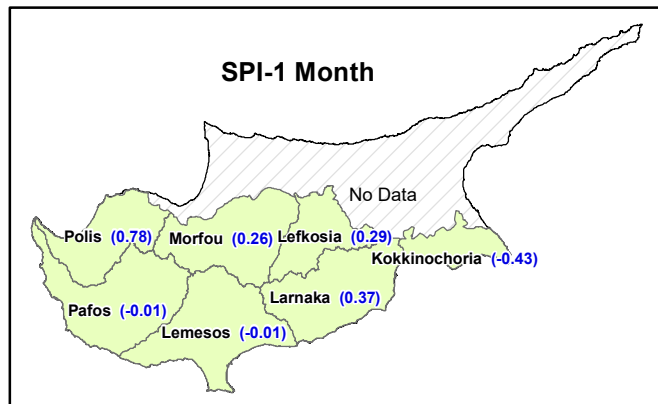 SPI-1 Month
No Data
Polis (0.78)
Morfou (0.26)
Lefkosia (0.29)
Kokkinochoria (-0.43)
Pafos (-0.01)
Larnaka (0.37)
Lemesos (-0.01)